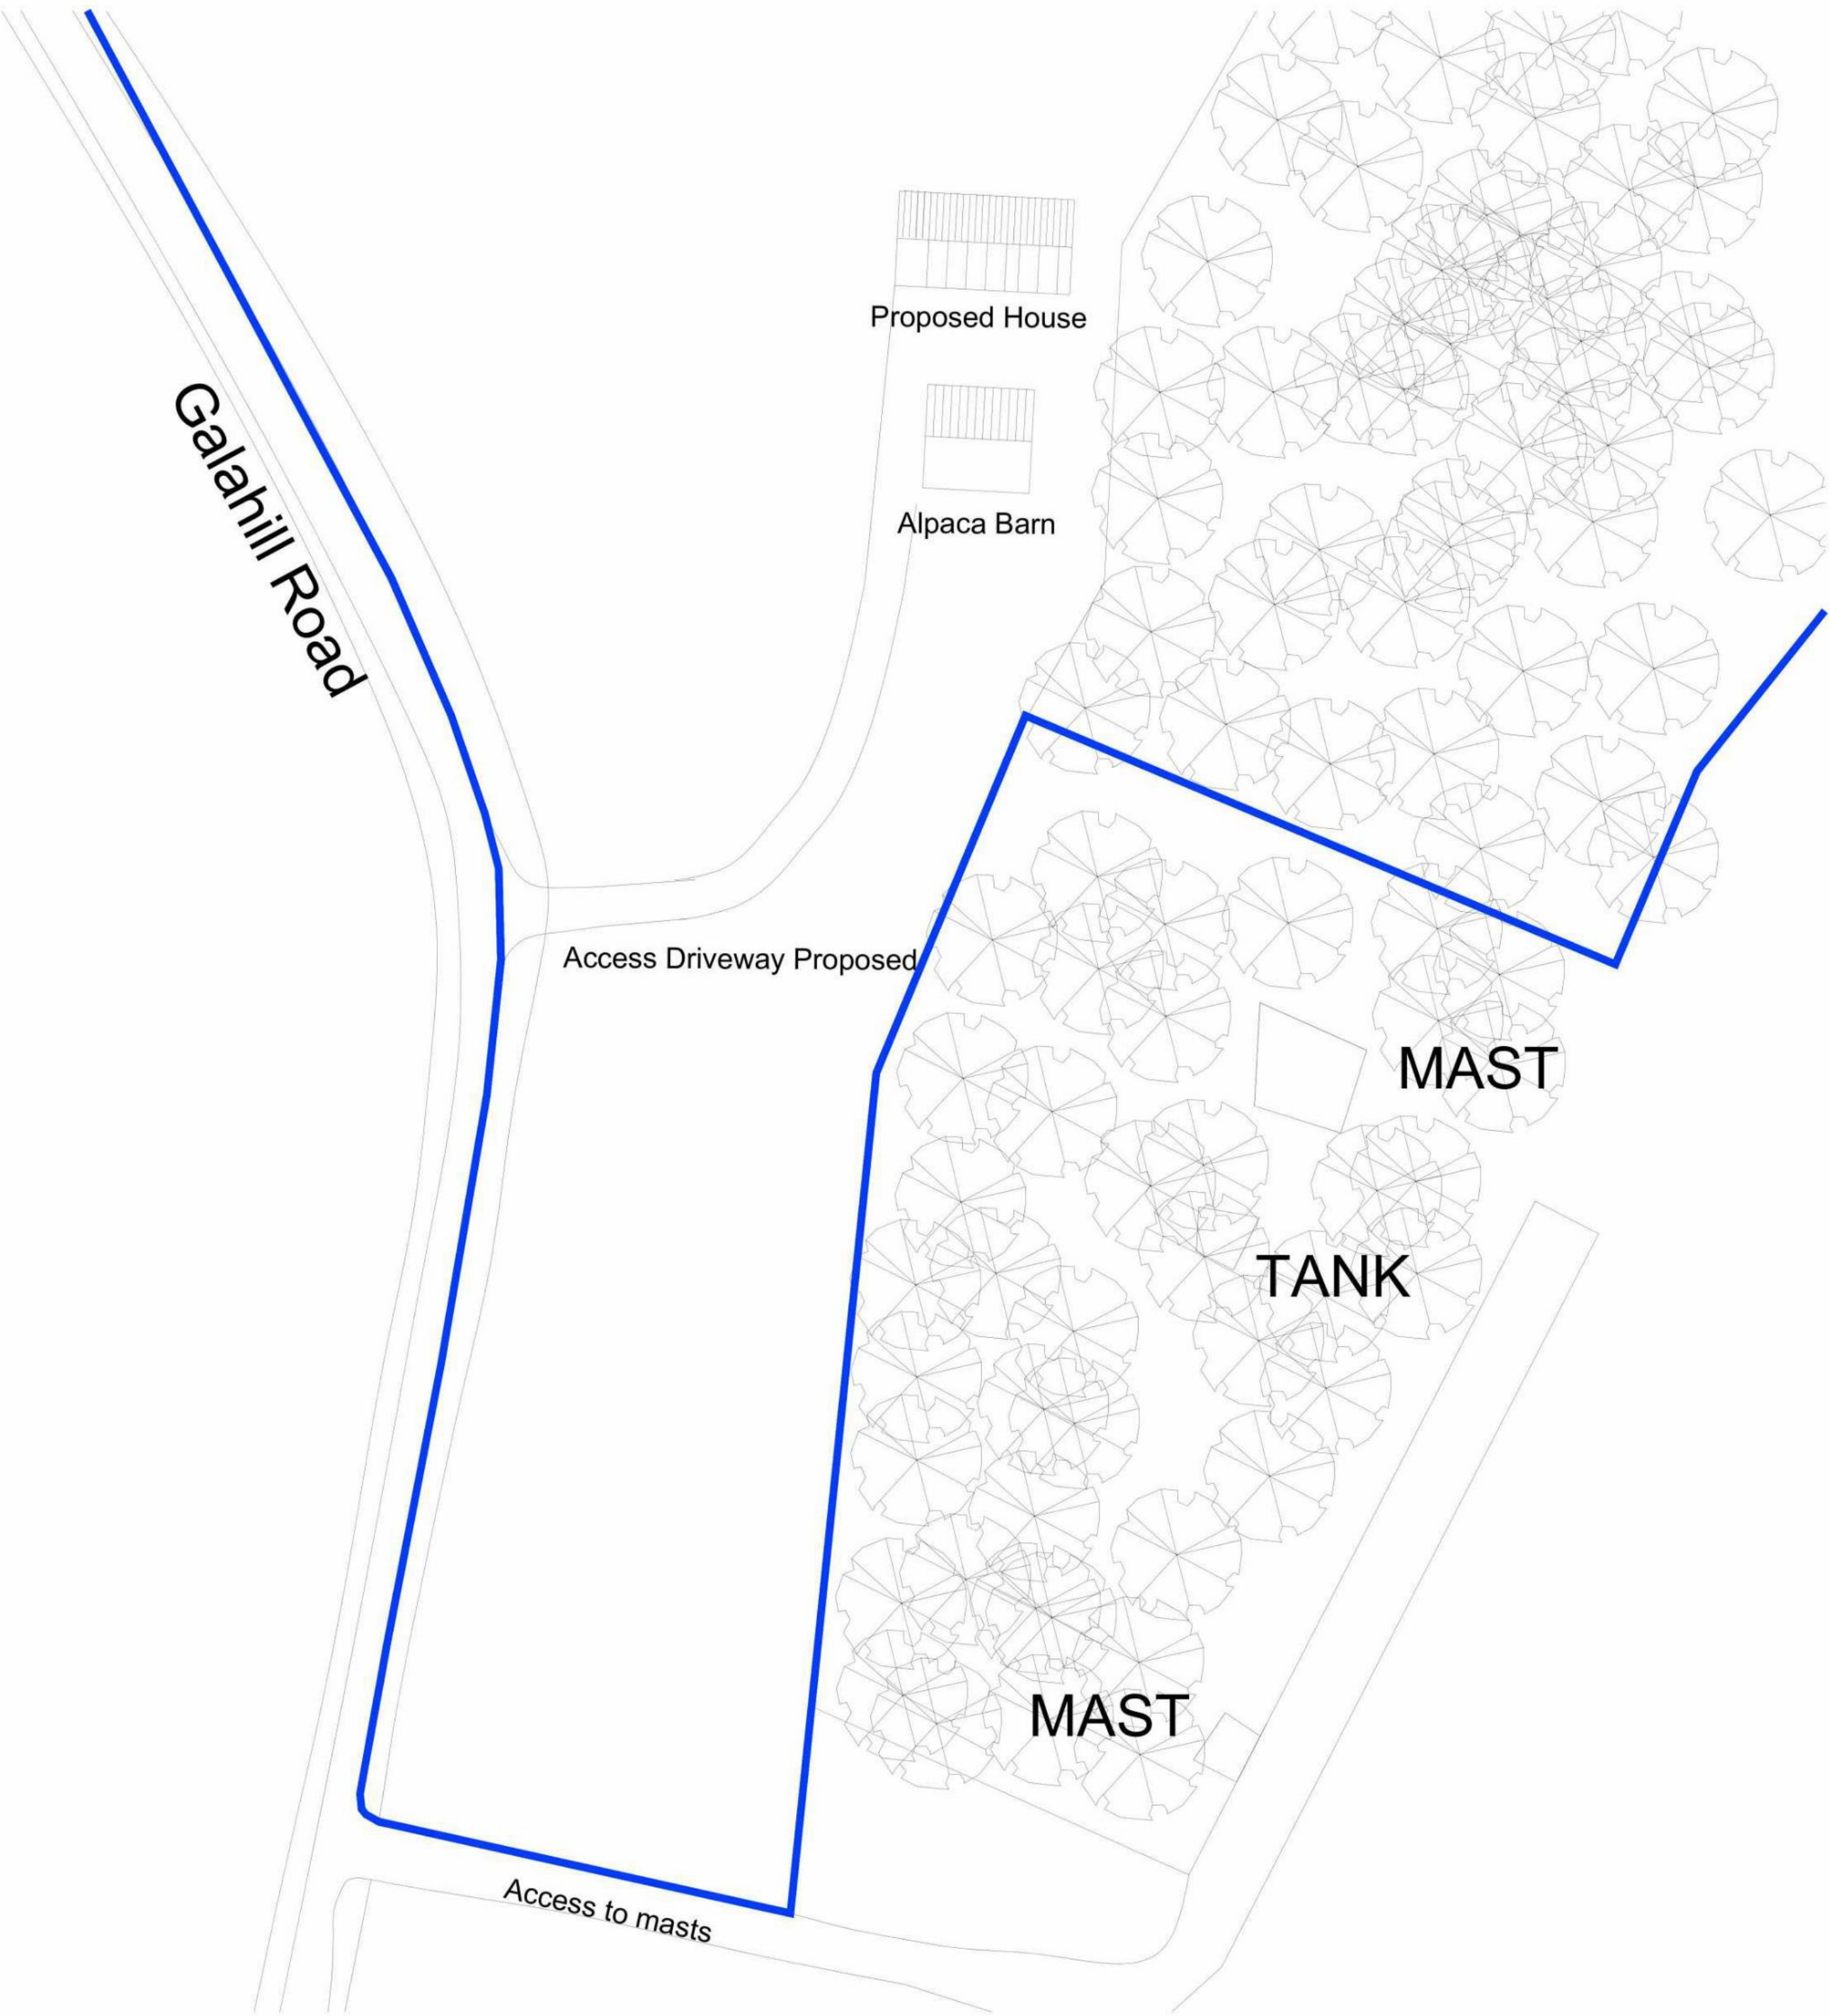 Proposed House
Galahill Road
Alpaca Barn
Access Driveway Proposed
MAST
TANK
MAST
Access to masts